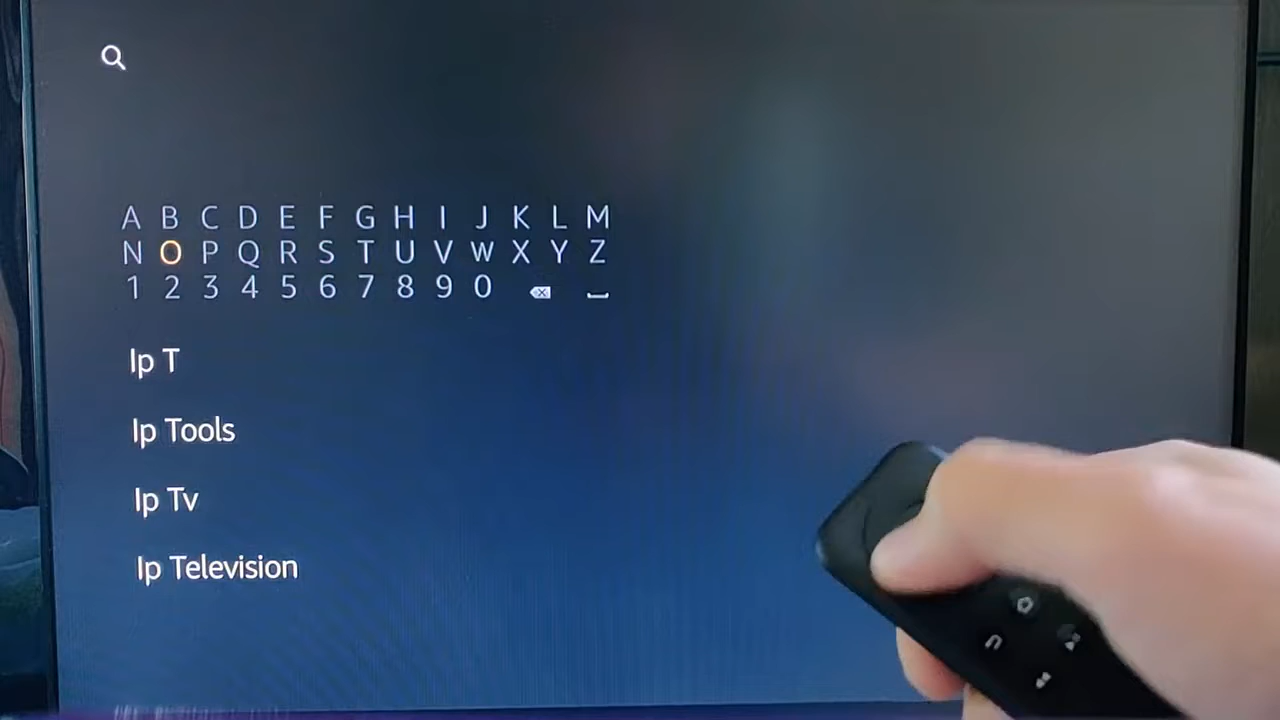 A B C D E F G H I J K L M
N O P Q R S T U V W X Y Z
1 2 3 4 5 6 7 8 9 0
Ip T
Ip Tools
Ip Tv
Ip Television